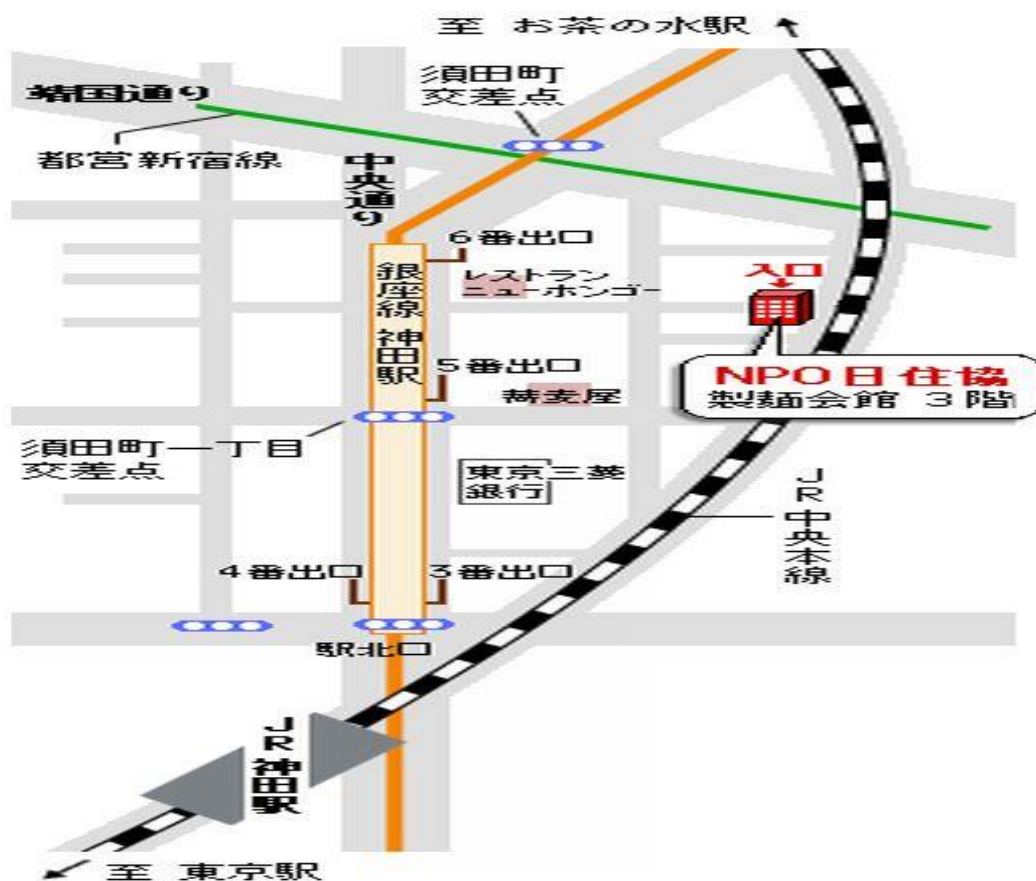 至 お茶の水駅
須田町
交差点
靖国通り
都営新宿線
中央通り
6番出口
銀座線 神田駅
レストラン
ニューホンゴー
入口
5番出口
蕎麦屋
NPO日住協
製麺会館 3階
須田町一丁目
交差点
東京三菱
銀行
JR中央本線
4番出口
3番出口
駅北口
JR神田駅
至 東京駅